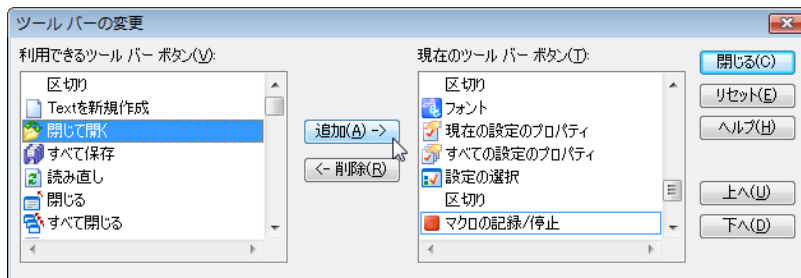 ツール バーの変更
利用できるツール バー ボタン(V):
区切り
Textを新規作成
閉じて開く
すべて保存
読み直し
閉じる
すべて閉じる
追加(A) ->
<- 削除(R)
現在のツール バー ボタン(T):
区切り
フォント
現在の設定のプロパティ
すべての設定のプロパティ
設定の選択
区切り
マクロの記録/停止
閉じる(C)
リセット(E)
ヘルプ(H)
上へ(U)
下へ(D)